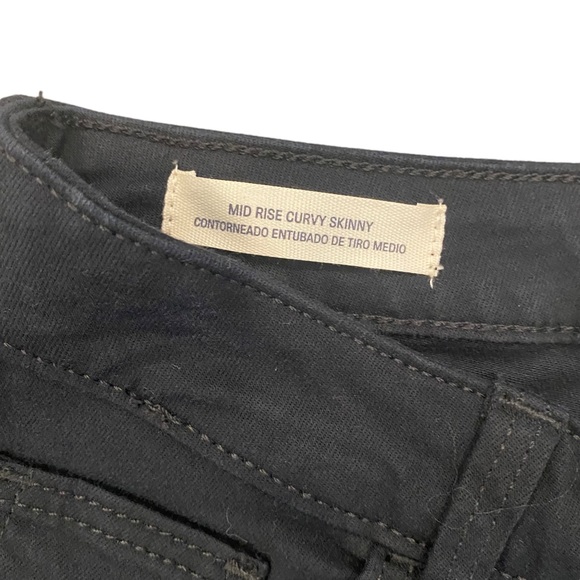 MID RISE CURVY SKINNY
CONTORNEADO ENTUBADO DE TIRO MEDIO